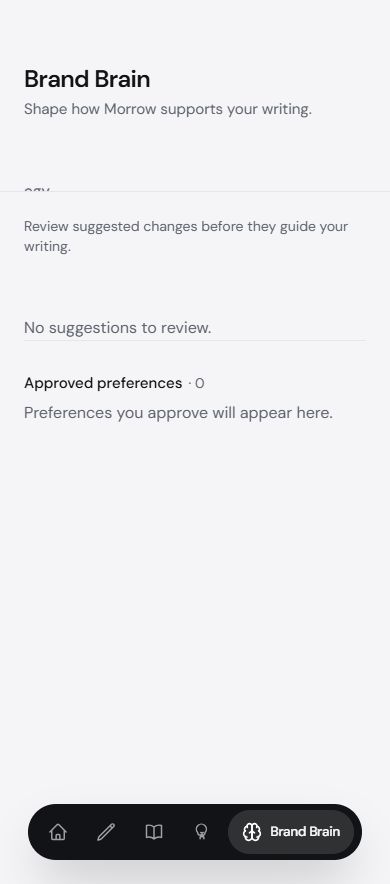 Brand Brain
Shape how Morrow supports your writing.
Review suggested changes before they guide your
writing.
No suggestions to review.
Approved preferences · 0
Preferences you approve will appear here.
Brand Brain